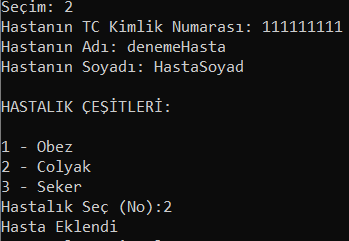 Seçim: 2
Hastanın TC Kimlik Numarası: 111111111
Hastanın Adı: denemeHasta
Hastanın Soyadı: HastaSoyad
HASTALIK ÇEŞİTLERİ:
1 - Obez
2 - Colyak
3 - Seker
Hastalık Seç (No):2
Hasta Eklendi